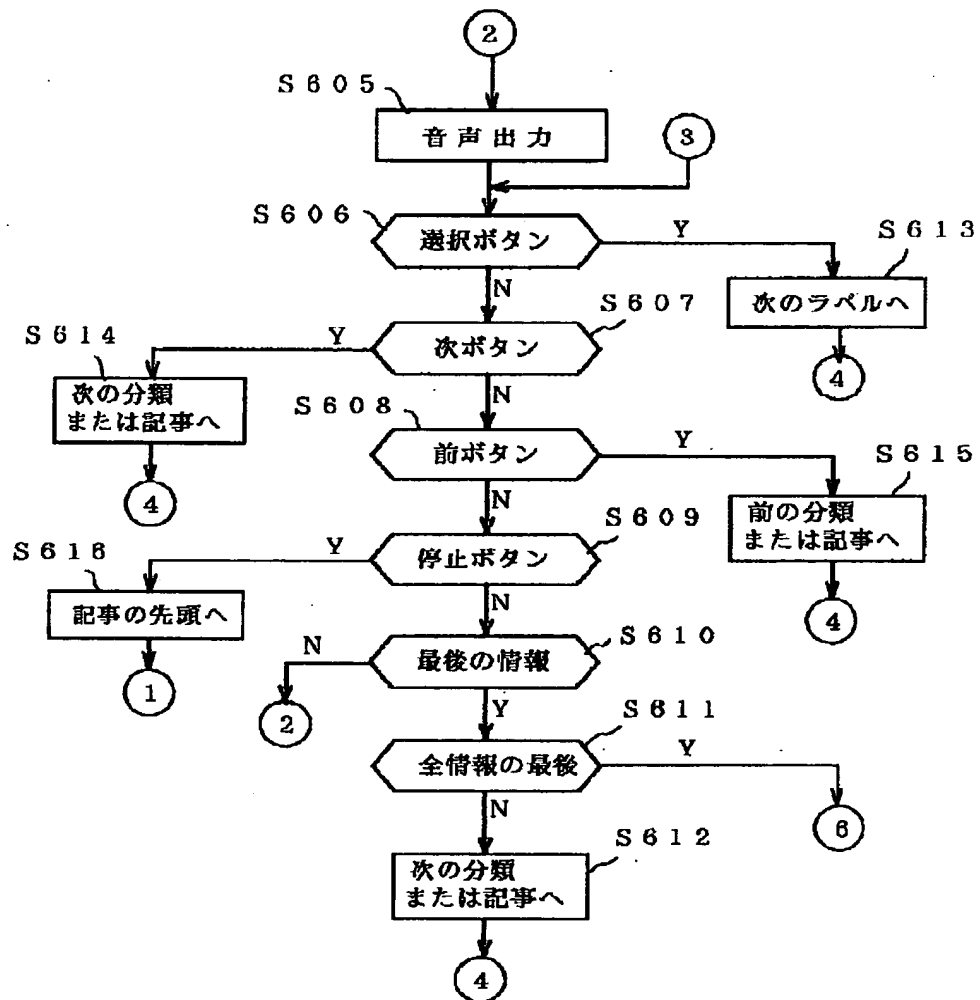 ②
S605
音声出力
③
S606
選択ボタン
Y
S613
N
次のラベルへ
S607
④
S614
Y
次ボタン
次の分類
または記事へ
N
S608
④
前ボタン
Y
S615
N
前の分類
または記事へ
S609
④
S616
Y
停止ボタン
記事の先頭へ
N
①
S610
N
最後の情報
②
Y
S611
全情報の最後
Y
⑥
N
S612
次の分類
または記事へ
④